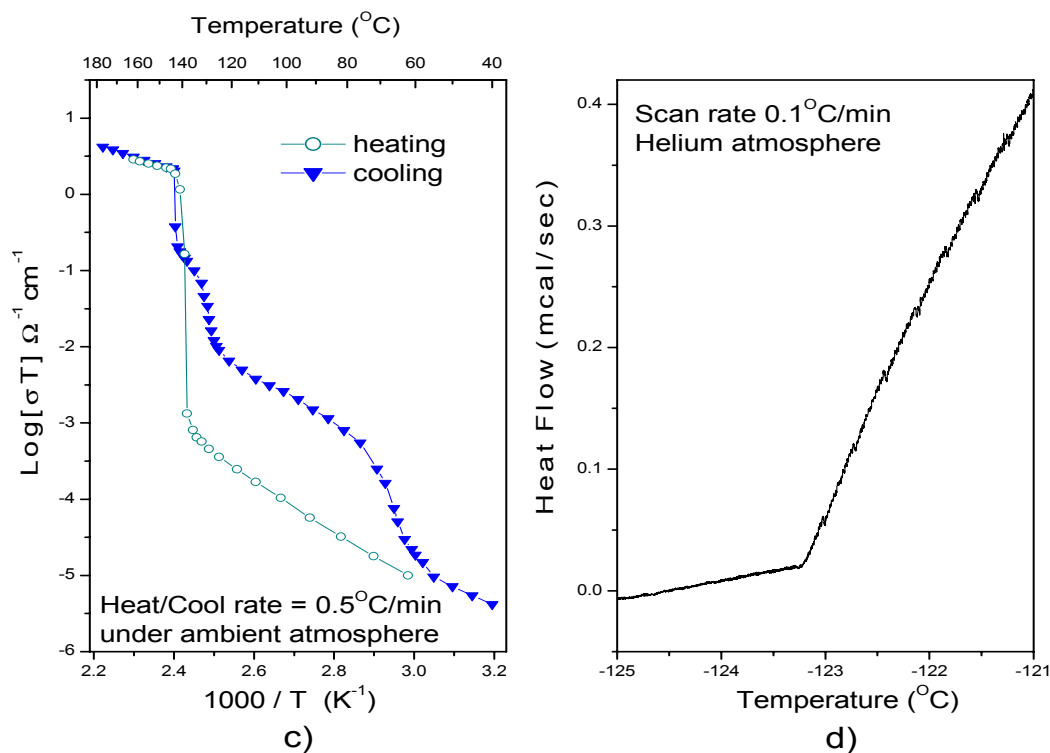 Temperature (°C)
180 160 140 120 100 80 60 40
heating
cooling
1
0
-1
-2
-3
-4
-5
-6
Log[σT] Ω⁻¹cm⁻¹
Heat/Cool rate = 0.5°C/min
under ambient atmosphere
2.2 2.4 2.6 2.8 3.0 3.2
1000 / T (K⁻¹)
c)
Scan rate 0.1°C/min
Helium atmosphere
0.4
0.3
0.2
0.1
0.0
Heat Flow (mcal/sec)
-125 -124 -123 -122 -121
Temperature (°C)
d)